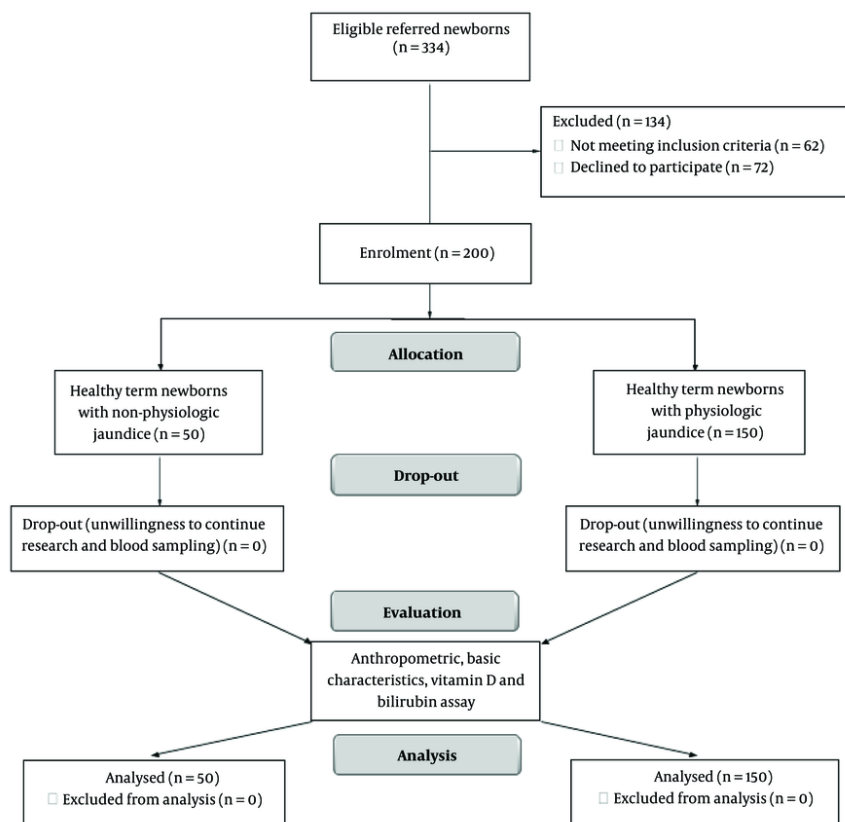 Eligible referred newborns
(n = 334)
Excluded (n = 134)
Not meeting inclusion criteria (n = 62)
Declined to participate (n = 72)
Enrolment (n = 200)
Allocation
Healthy term newborns
with non-physiologic
jaundice (n = 50)
Healthy term newborns
with physiologic
jaundice (n = 150)
Drop-out
Drop-out (unwillingness to continue
research and blood sampling) (n = 0)
Drop-out (unwillingness to continue
research and blood sampling) (n = 0)
Evaluation
Anthropometric, basic
characteristics, vitamin D and
bilirubin assay
Analysis
Analysed (n = 50)
Excluded from analysis (n = 0)
Analysed (n = 150)
Excluded from analysis (n = 0)